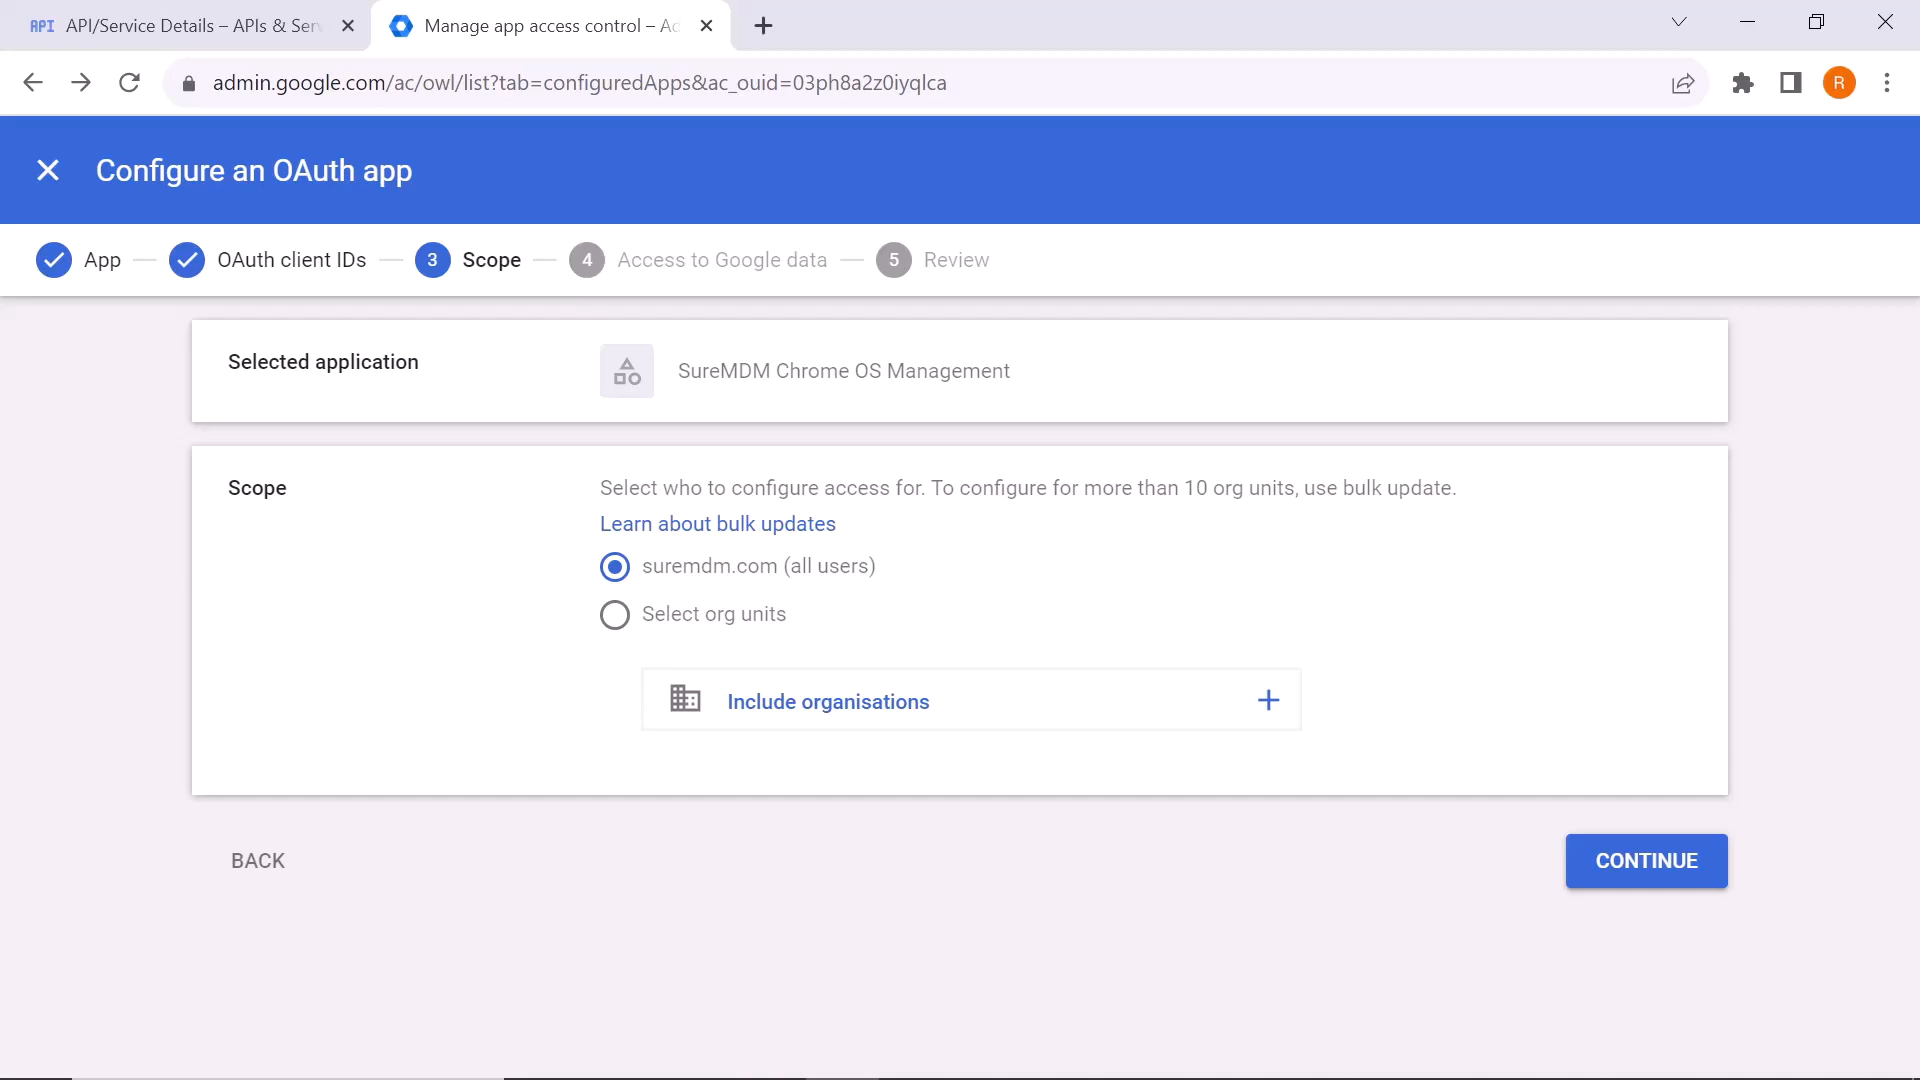 API API/Service Details – APIs & Ser
Manage app access control – Ad
admin.google.com/ac/owl/list?tab=configuredApps&ac_ouid=03ph8a2z0iyqlca
R
Configure an OAuth app
App
OAuth client IDs
3 Scope
4 Access to Google data
5 Review
Selected application
SureMDM Chrome OS Management
Scope
Select who to configure access for. To configure for more than 10 org units, use bulk update.
Learn about bulk updates
suremdm.com (all users)
Select org units
Include organisations
BACK
CONTINUE